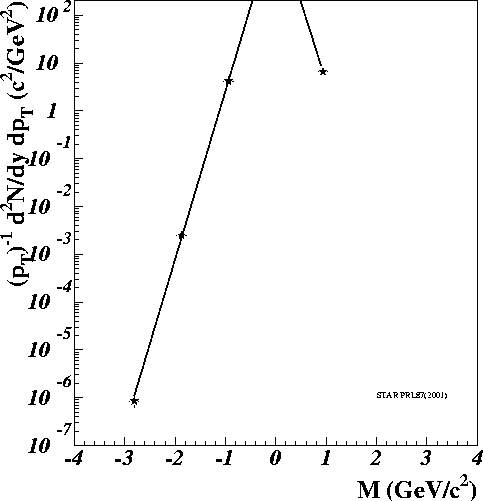 (p_T)^-1 d^2N/dy dp_T (c^2/GeV^2)
10^2
10
1
10^-1
10^-2
10^-3
10^-4
10^-5
10^-6
10^-7
STAR PRL87(2001)
-4 -3 -2 -1 0 1 2 3 4
M (GeV/c^2)